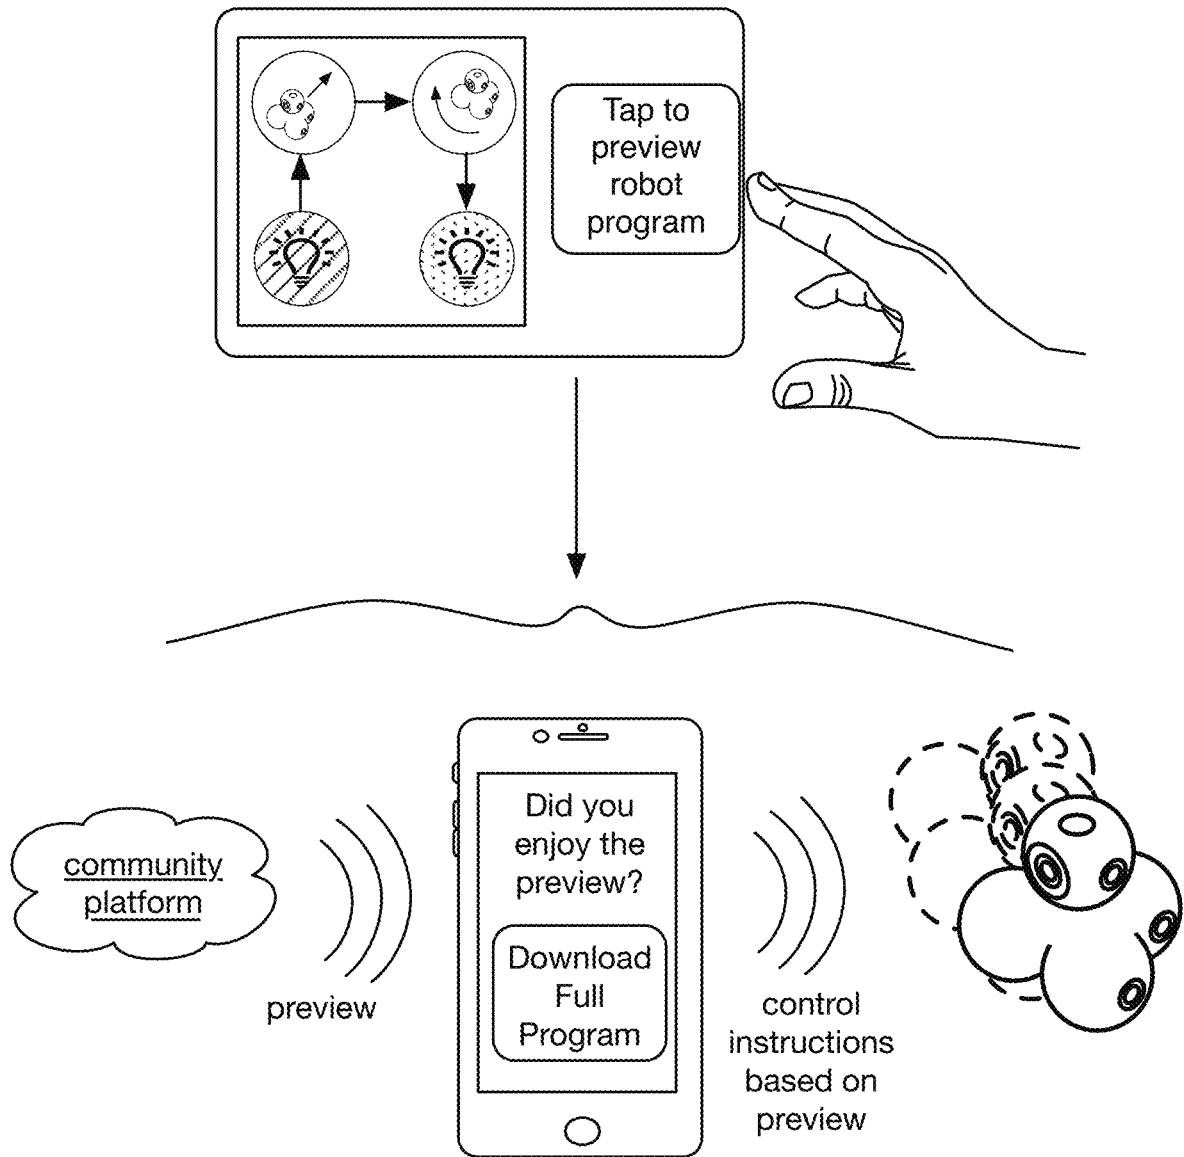 Tap to
preview
robot
program
community
platform
preview
Did you
enjoy the
preview?
Download
Full
Program
control
instructions
based on
preview